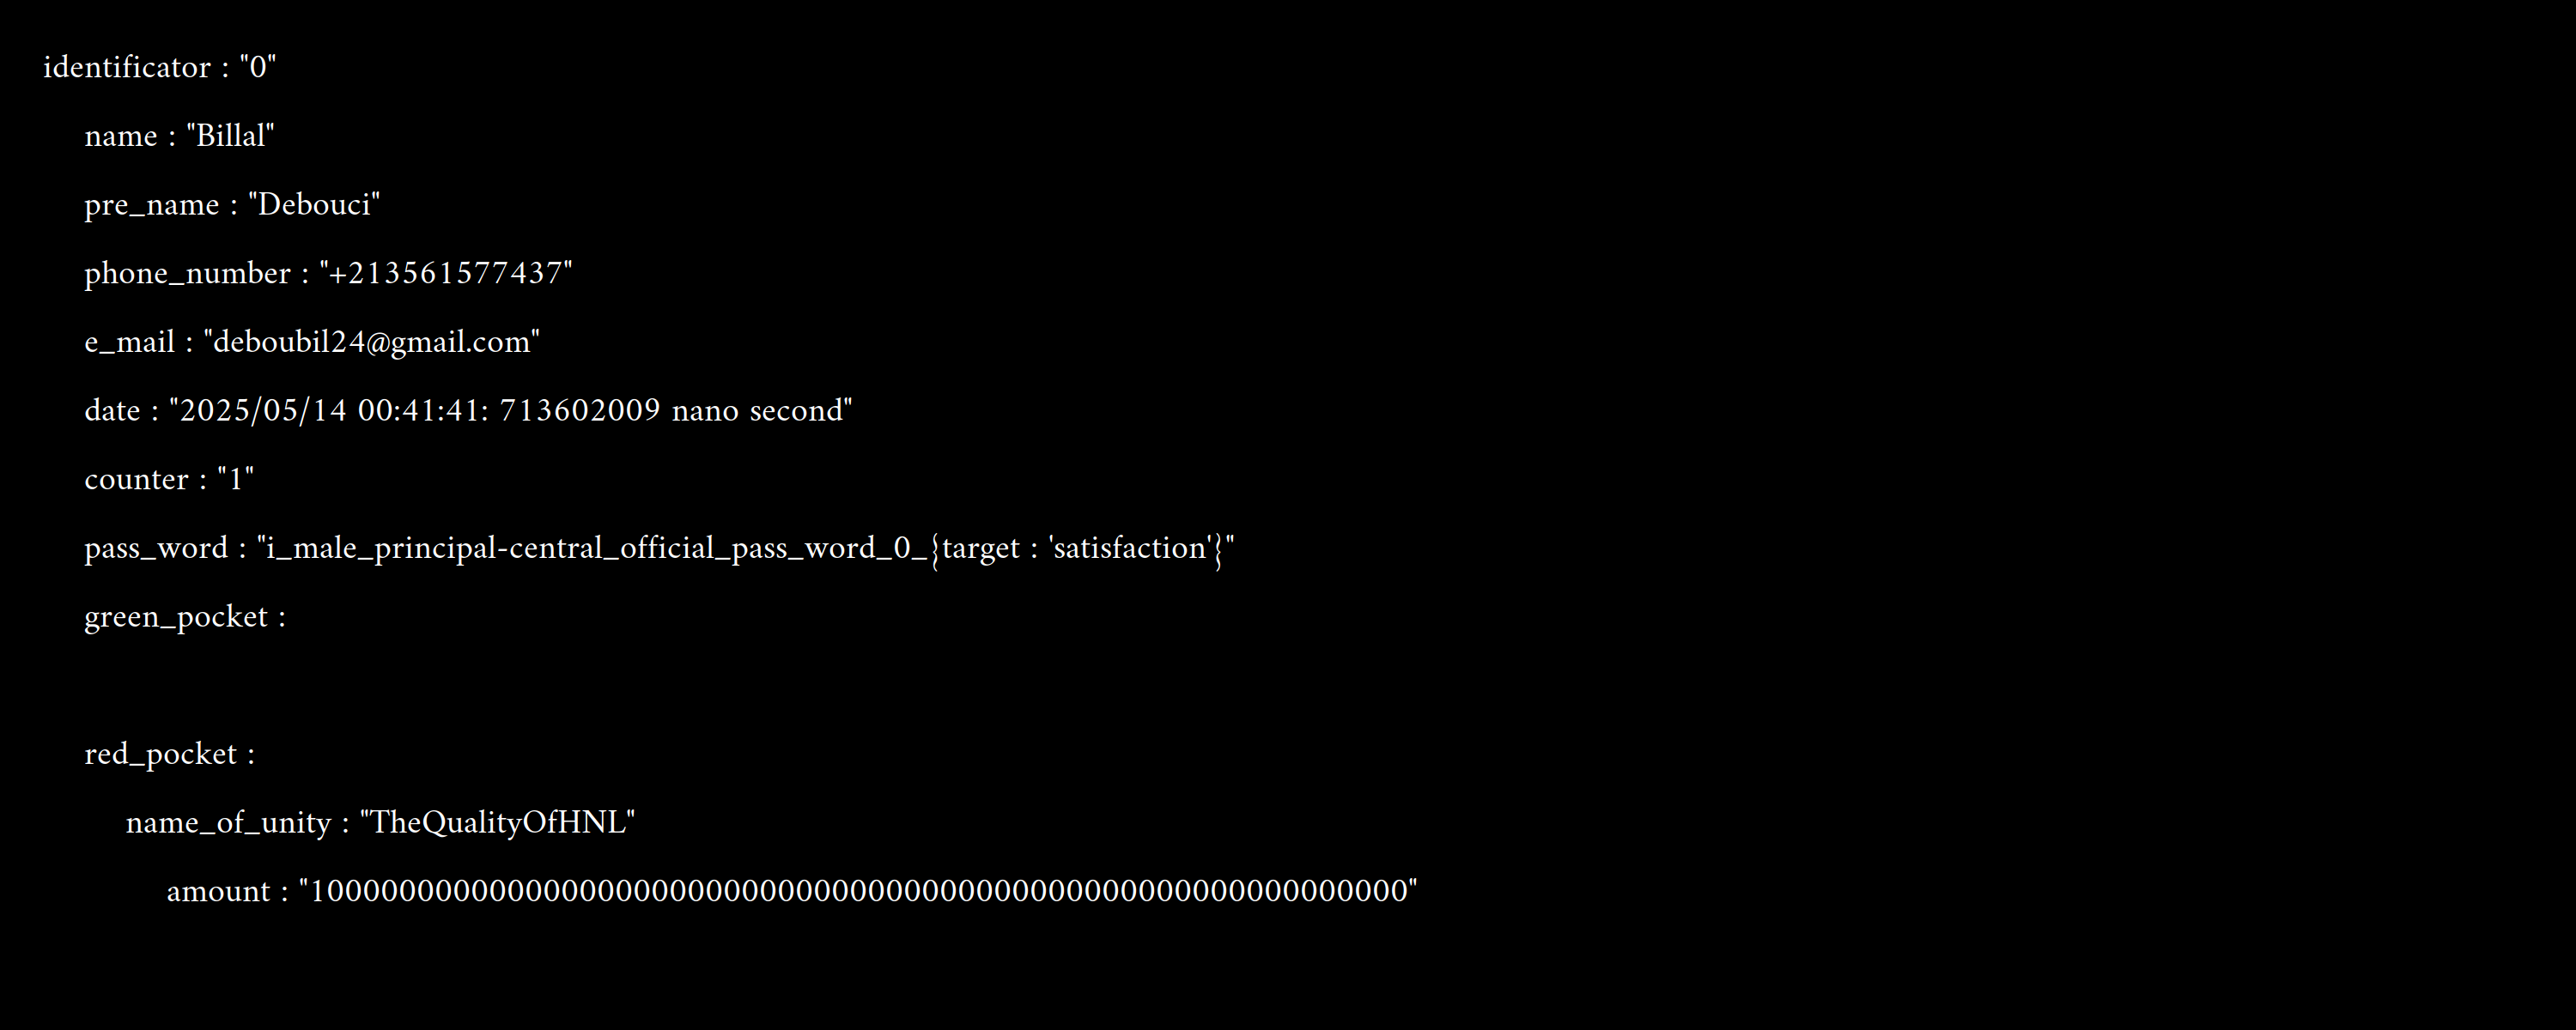 identificator : "0"
name : "Billal"
pre_name : "Debouci"
phone_number : "+213561577437"
e_mail : "deboubil24@gmail.com"
date : "2025/05/14 00:41:41: 713602009 nano second"
counter : "1"
pass_word : "i_male_principal-central_official_pass_word_0_{target : 'satisfaction'}"
green_pocket :
red_pocket :
name_of_unity : "TheQualityOfHNL"
amount : "1000000000000000000000000000000000000000000000000000000000000"